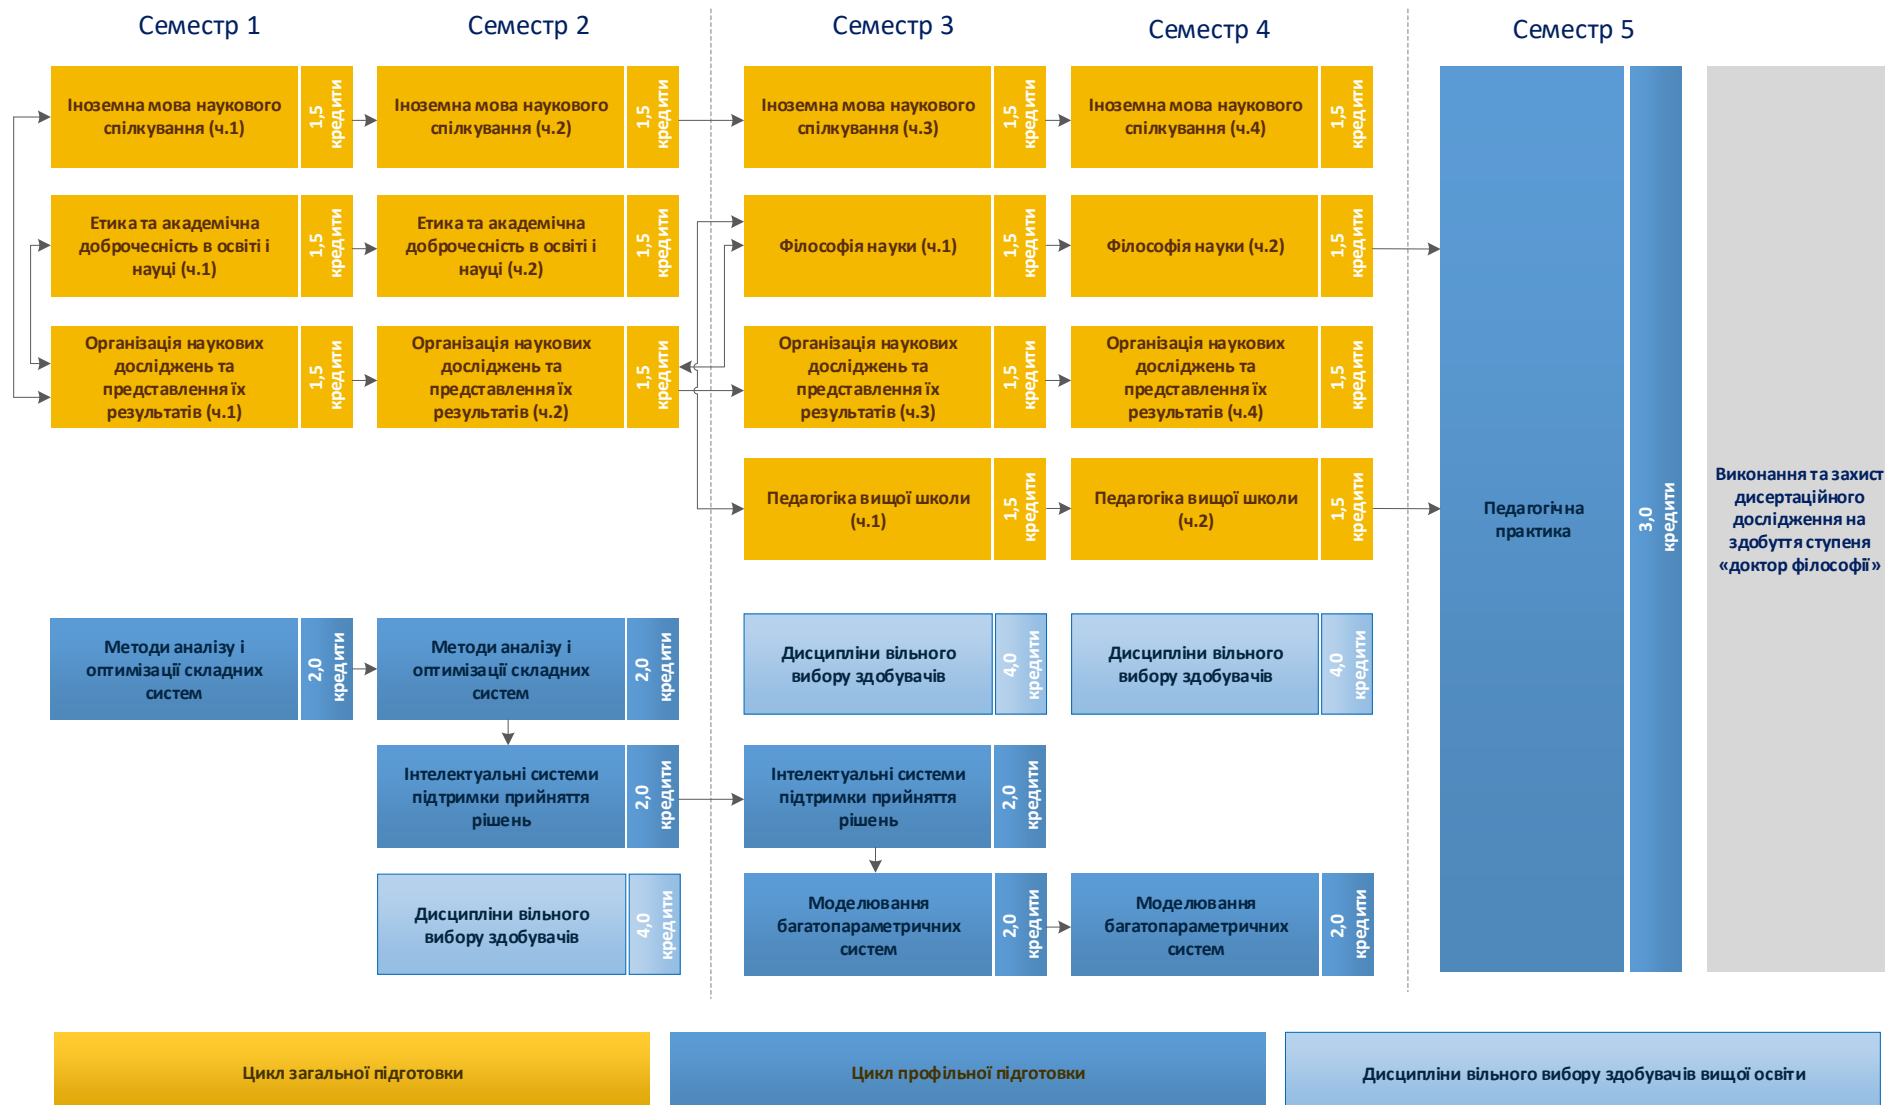 Семестр 1
Семестр 2
Семестр 3
Семестр 4
Семестр 5
Іноземна мова наукового
спілкування (ч.1)
1,5
кредити
Іноземна мова наукового
спілкування (ч.2)
1,5
кредити
Іноземна мова наукового
спілкування (ч.3)
1,5
кредити
Іноземна мова наукового
спілкування (ч.4)
1,5
кредити
Етика та академічна
доброчесність в освіті і
науці (ч.1)
1,5
кредити
Етика та академічна
доброчесність в освіті і
науці (ч.2)
1,5
кредити
Філософія науки (ч.1)
1,5
кредити
Філософія науки (ч.2)
1,5
кредити
Організація наукових
досліджень та
представлення їх
результатів (ч.1)
1,5
кредити
Організація наукових
досліджень та
представлення їх
результатів (ч.2)
1,5
кредити
Організація наукових
досліджень та
представлення їх
результатів (ч.3)
1,5
кредити
Організація наукових
досліджень та
представлення їх
результатів (ч.4)
1,5
кредити
Педагогіка вищої школи
(ч.1)
1,5
кредити
Педагогіка вищої школи
(ч.2)
1,5
кредити
Педагогічна
практика
3,0
кредити
Виконання та захист
дисертаційного
дослідження на
здобуття ступеня
«доктор філософії»
Методи аналізу і
оптимізації складних
систем
2,0
кредити
Методи аналізу і
оптимізації складних
систем
2,0
кредити
Дисципліни вільного
вибору здобувачів
4,0
кредити
Дисципліни вільного
вибору здобувачів
4,0
кредити
Інтелектуальні системи
підтримки прийняття
рішень
2,0
кредити
Інтелектуальні системи
підтримки прийняття
рішень
2,0
кредити
Дисципліни вільного
вибору здобувачів
4,0
кредити
Моделювання
багатопараметричних
систем
2,0
кредити
Моделювання
багатопараметричних
систем
2,0
кредити
Цикл загальної підготовки
Цикл профільної підготовки
Дисципліни вільного вибору здобувачів вищої освіти